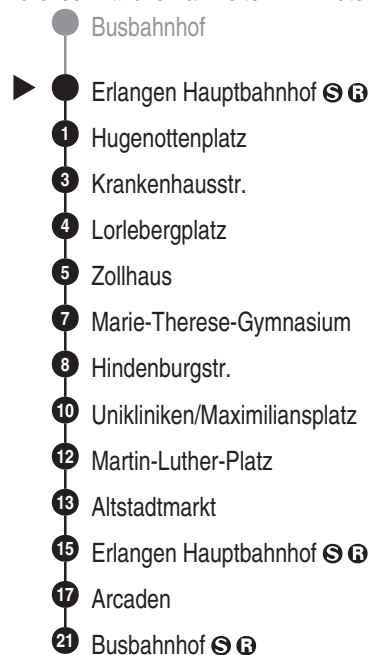 Busbahnhof
Erlangen Hauptbahnhof S R
1 Hugenottenplatz
3 Krankenhausstr.
4 Lorlebergplatz
5 Zollhaus
7 Marie-Therese-Gymnasium
8 Hindenburgstr.
10 Unikliniken/Maximiliansplatz
12 Martin-Luther-Platz
13 Altstadtmarkt
15 Erlangen Hauptbahnhof S R
17 Arcaden
21 Busbahnhof S R